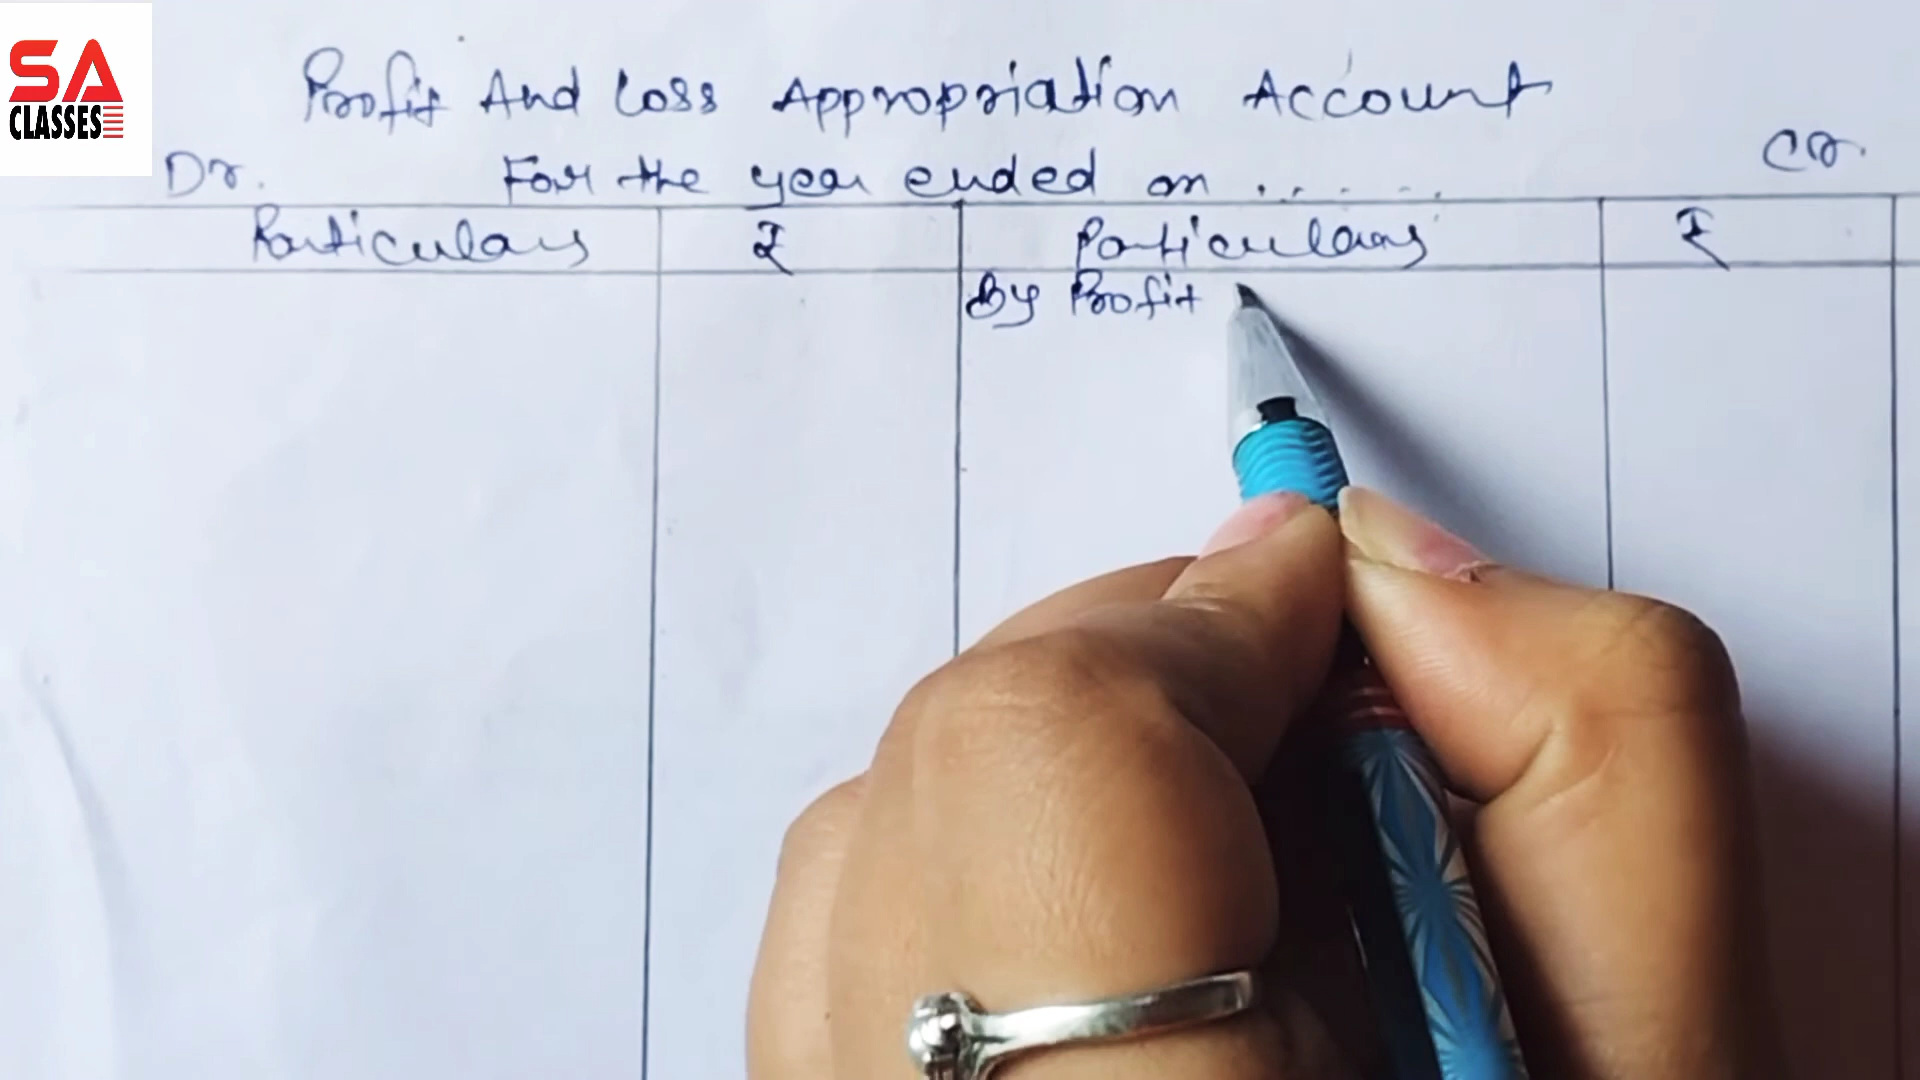 SA
CLASSES
Profit And Loss Appropriation Account
Dr. For the year ended on ...... Cr.
Particulars ₹ Particulars ₹
By Profit